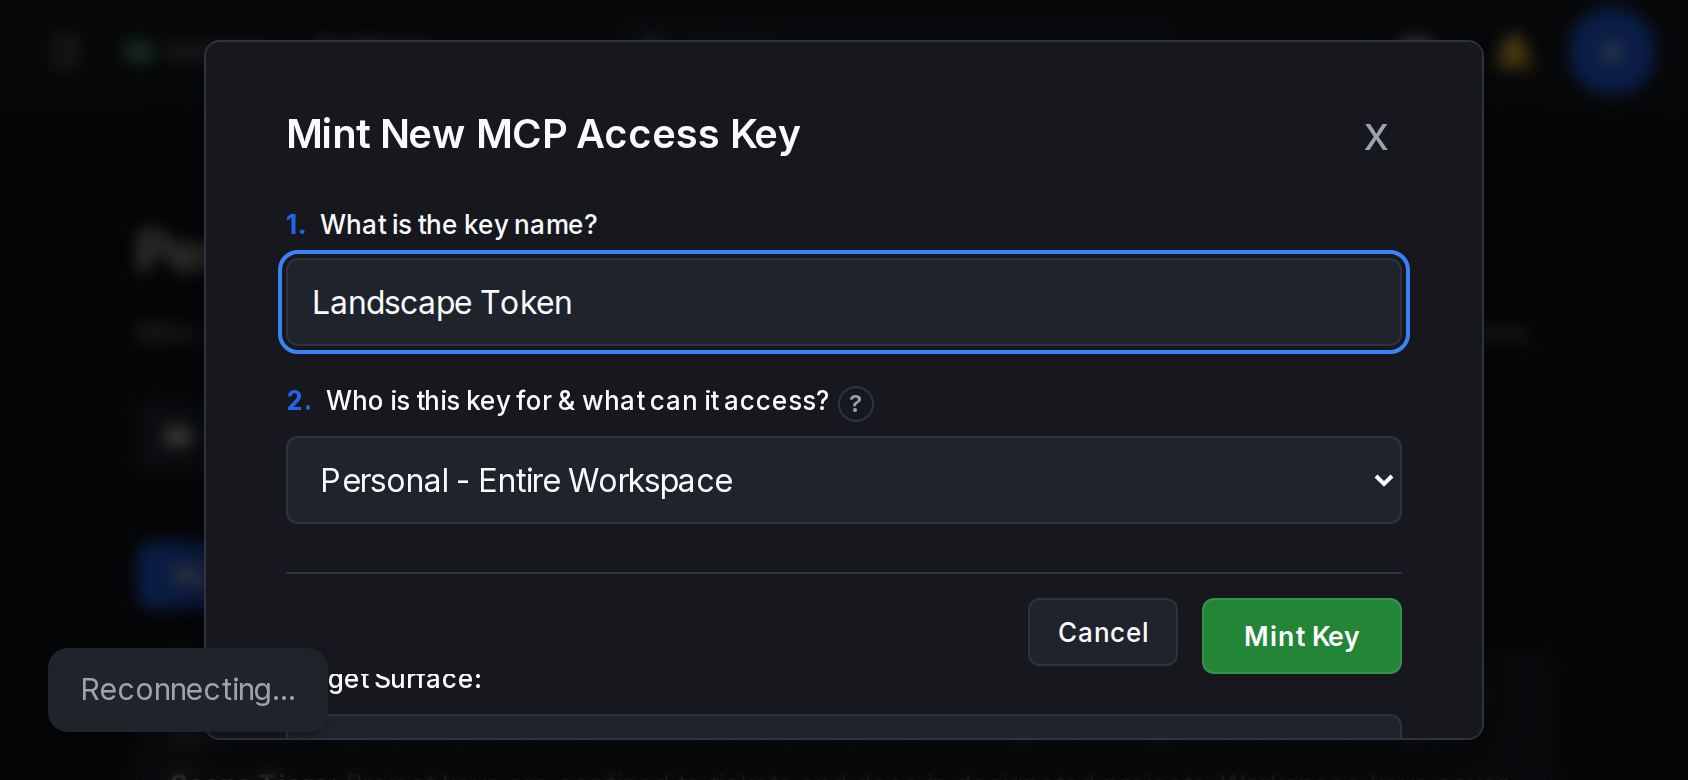 Mint New MCP Access Key
X
1. What is the key name?
Landscape Token
2. Who is this key for & what can it access? ?
Personal - Entire Workspace
Cancel
Mint Key
get Surface:
Reconnecting...